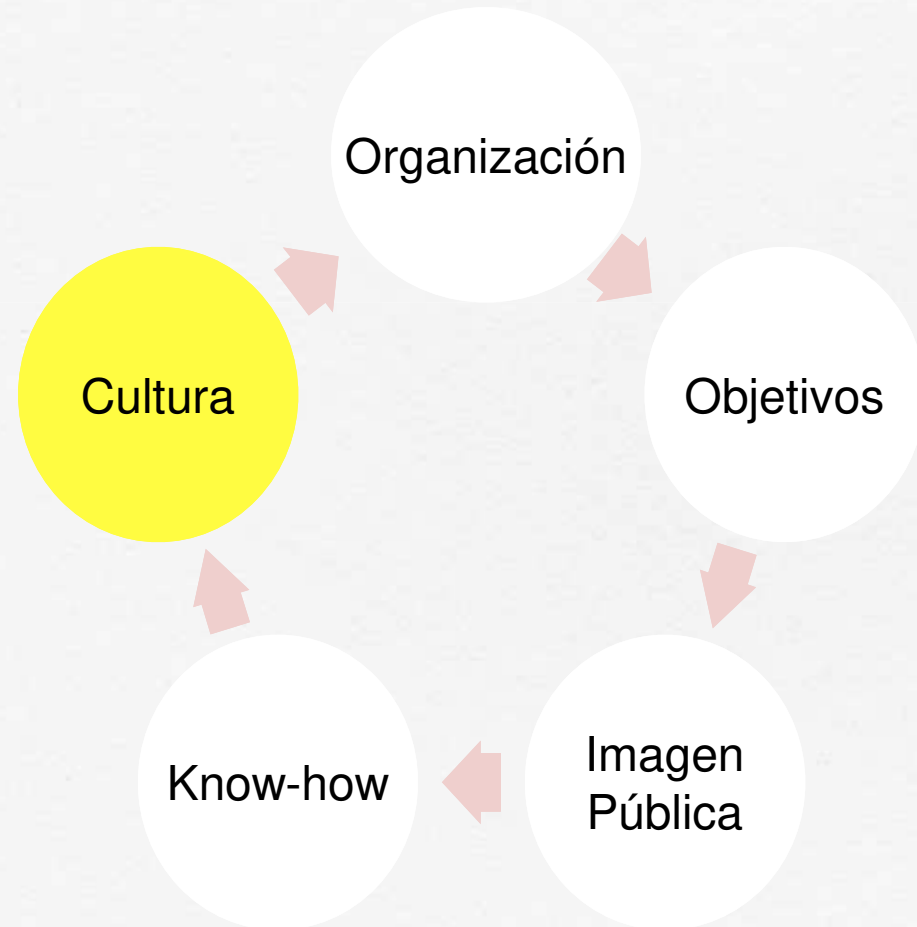 Organización
Objetivos
Imagen
Pública
Know-how
Cultura